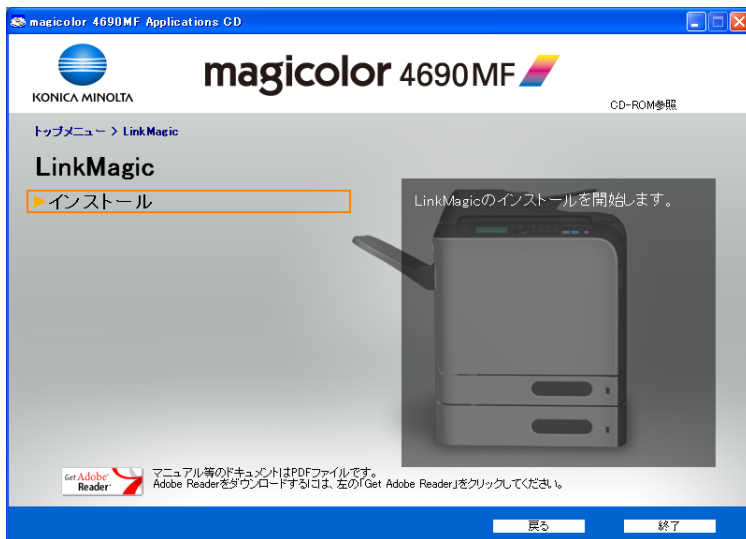 magicolor 4690MF Applications CD
KONICA MINOLTA
magicolor 4690MF
CD-ROM参照
トップメニュー > LinkMagic
LinkMagic
インストール
LinkMagicのインストールを開始します。
Get Adobe Reader
マニュアル等のドキュメントはPDFファイルです。
Adobe Readerをダウンロードするには、左の「Get Adobe Reader」をクリックしてください。
戻る
終了